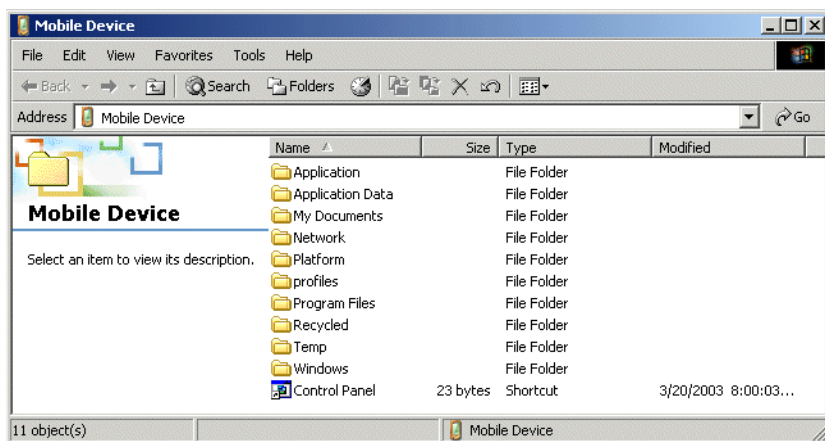 Mobile Device
File Edit View Favorites Tools Help
Back Search Folders
Address Mobile Device Go
Name Size Type Modified
Application File Folder
Application Data File Folder
My Documents File Folder
Network File Folder
Platform File Folder
profiles File Folder
Program Files File Folder
Recycled File Folder
Temp File Folder
Windows File Folder
Control Panel 23 bytes Shortcut 3/20/2003 8:00:03...
Mobile Device
Select an item to view its description.
11 object(s) Mobile Device